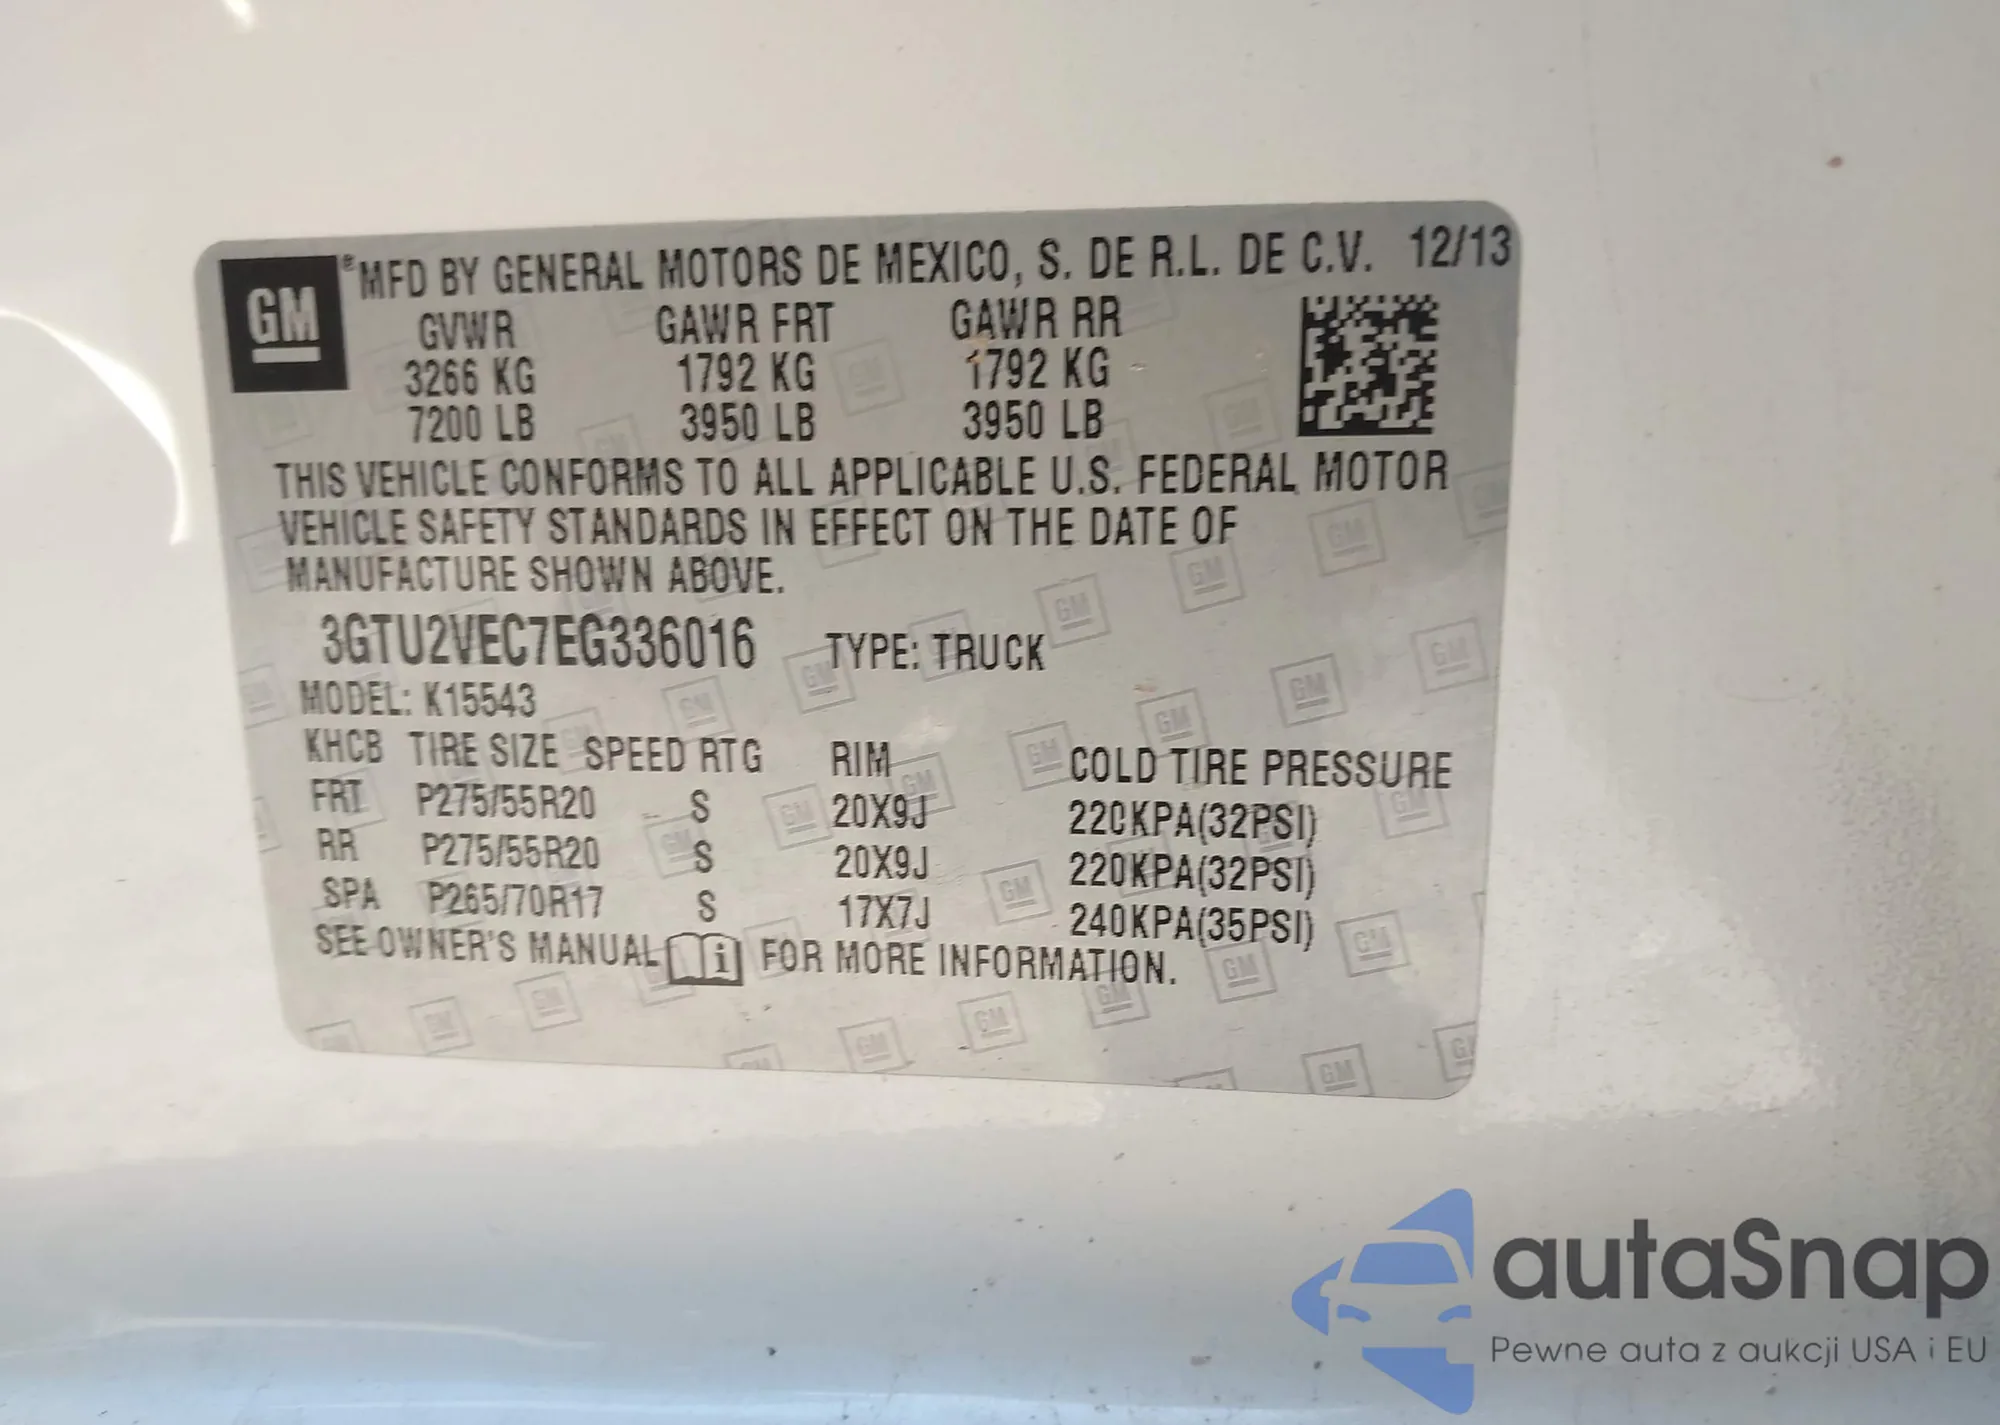 GM
® MFD BY GENERAL MOTORS DE MEXICO, S. DE R.L. DE C.V. 12/13
GVWR GAWR FRT GAWR RR
3266 KG 1792 KG 1792 KG
7200 LB 3950 LB 3950 LB
THIS VEHICLE CONFORMS TO ALL APPLICABLE U.S. FEDERAL MOTOR
VEHICLE SAFETY STANDARDS IN EFFECT ON THE DATE OF
MANUFACTURE SHOWN ABOVE.
3GTU2VEC7EG336016 TYPE: TRUCK
MODEL: K15543
KHCB TIRE SIZE SPEED RTG RIM COLD TIRE PRESSURE
FRT P275/55R20 S 20X9J 220KPA(32PSI)
RR P275/55R20 S 20X9J 220KPA(32PSI)
SPA P265/70R17 S 17X7J 240KPA(35PSI)
SEE OWNER'S MANUAL i FOR MORE INFORMATION.
autaSnap
Pewne auta z aukcji USA i EU